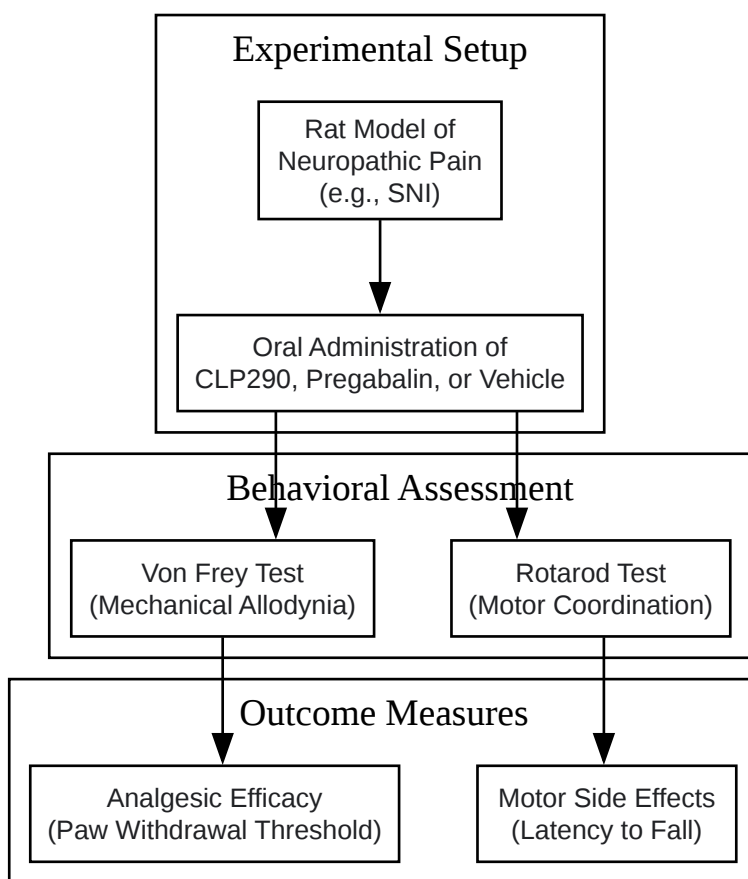 Experimental Setup
Rat Model of
Neuropathic Pain
(e.g., SNI)
Oral Administration of
CLP290, Pregabalin, or Vehicle
Behavioral Assessment
Von Frey Test
(Mechanical Allodynia)
Rotarod Test
(Motor Coordination)
Outcome Measures
Analgesic Efficacy
(Paw Withdrawal Threshold)
Motor Side Effects
(Latency to Fall)